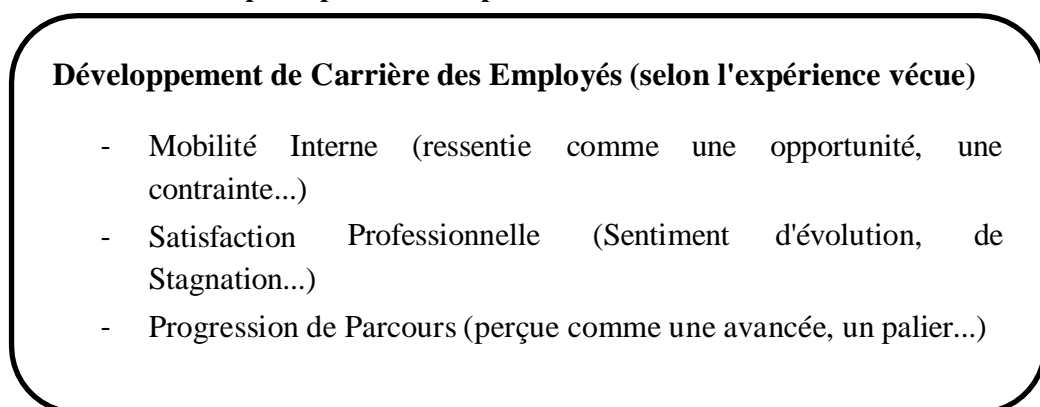 Développement de Carrière des Employés (selon l'expérience vécue)
- Mobilité Interne (ressentie comme une opportunité, une
contrainte...)
- Satisfaction Professionnelle (Sentiment d'évolution, de
Stagnation...)
- Progression de Parcours (perçue comme une avancée, un palier...)